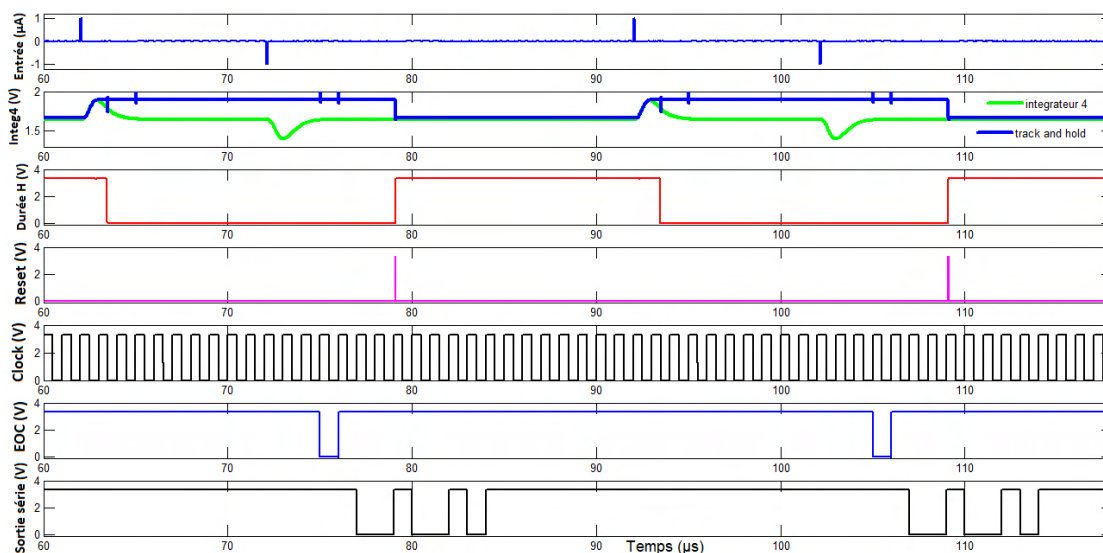 Entrée (µA)
1
0
-1
60 70 80 90 100 110
Integ4 (V)
2
1.5
integrateur 4
track and hold
60 70 80 90 100 110
Durée H (V)
4
2
0
60 70 80 90 100 110
Reset (V)
4
2
0
60 70 80 90 100 110
Clock (V)
4
2
0
60 70 80 90 100 110
EOC (V)
4
2
0
60 70 80 90 100 110
Sortie série (V)
4
2
0
60 70 80 90 100 110
Temps (µs)